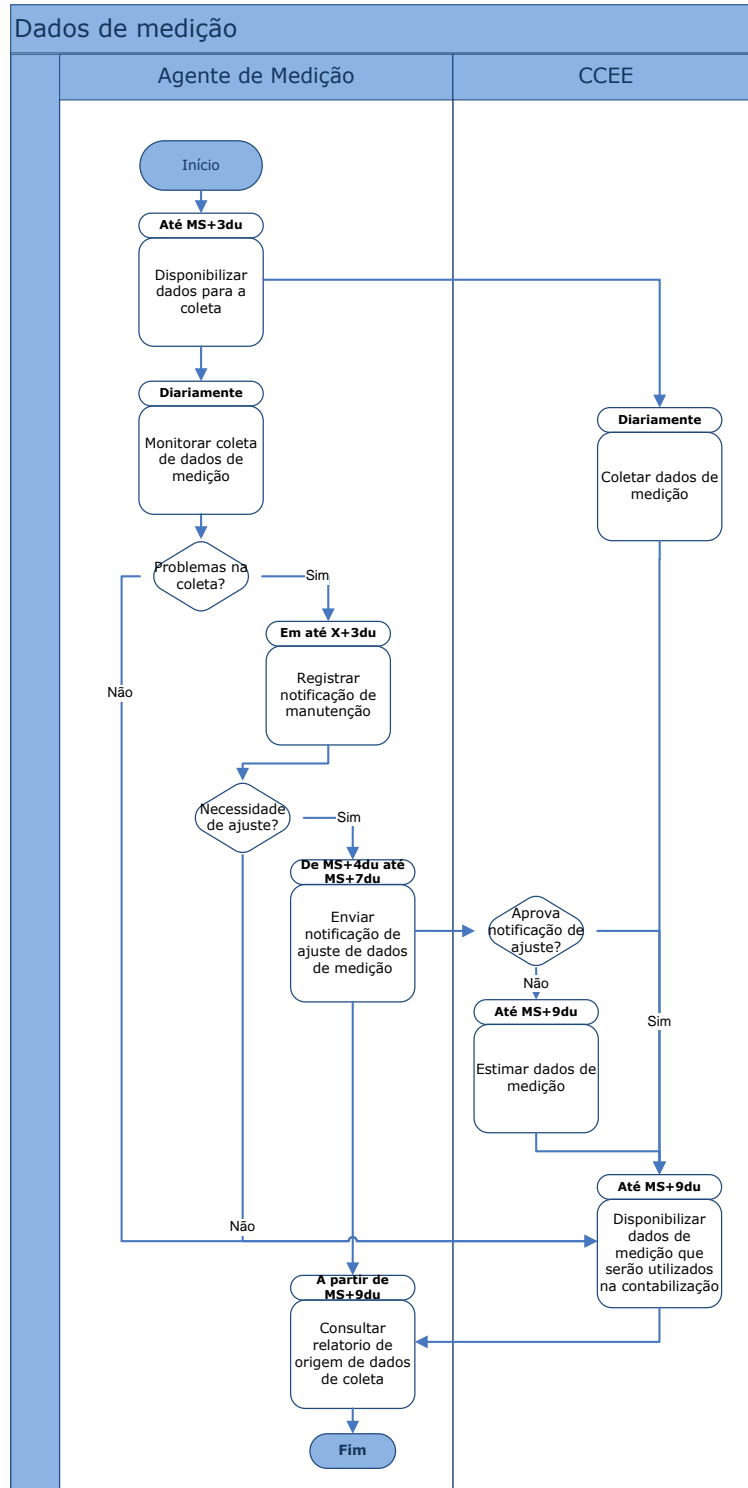 Dados de medição
Agente de Medição
CCEE
Início
Até MS+3du
Disponibilizar
dados para a
coleta
Diariamente
Monitorar coleta
de dados de
medição
Diariamente
Coletar dados de
medição
Problemas na
coleta?
Sim
Em até X+3du
Registrar
notificação de
manutenção
Não
Necessidade
de ajuste?
Sim
De MS+4du até
MS+7du
Enviar
notificação de
ajuste de dados
de medição
Aprova
notificação de
ajuste?
Não
Até MS+9du
Sim
Estimar dados de
medição
Até MS+9du
Disponibilizar
dados de
medição que
serão utilizados
na contabilização
Não
A partir de
MS+9du
Consultar
relatorio de
origem de dados
de coleta
Fim